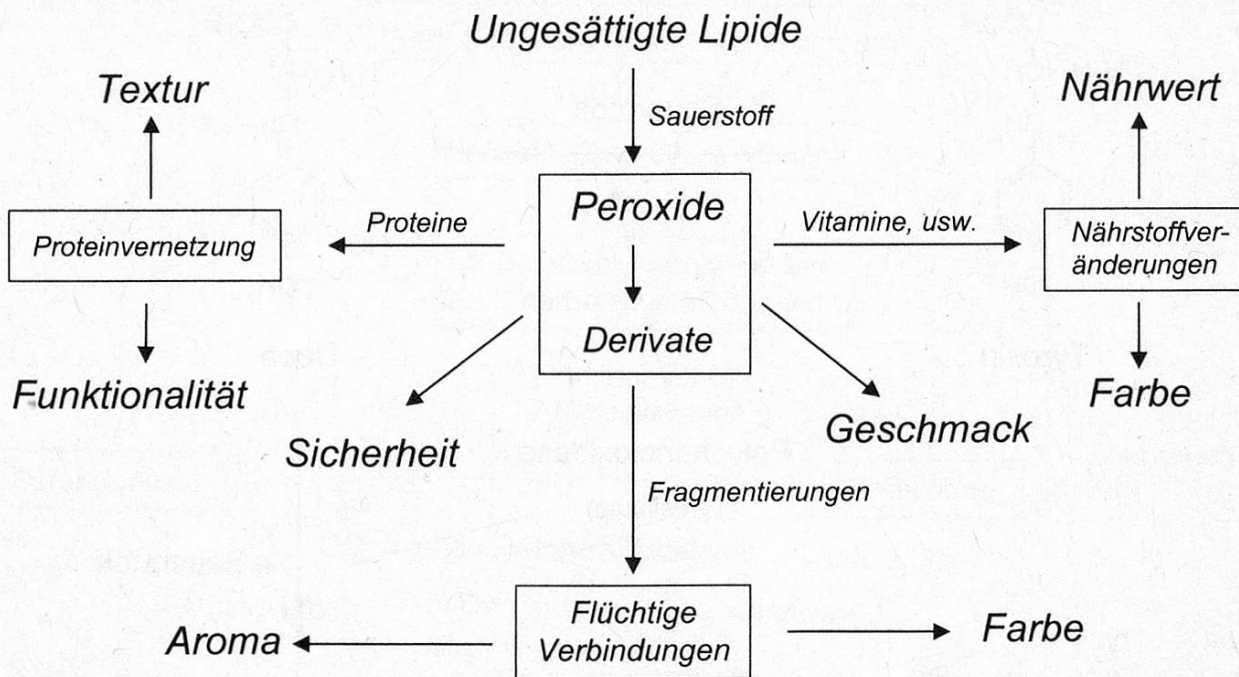 Ungesättigte Lipide
Textur
Nährwert
Sauerstoff
Peroxide
Proteine
Vitamine, usw.
Proteinvernetzung
Nährstoffver-
änderungen
Derivate
Funktionalität
Farbe
Sicherheit
Geschmack
Fragmentierungen
Flüchtige
Verbindungen
Aroma
Farbe